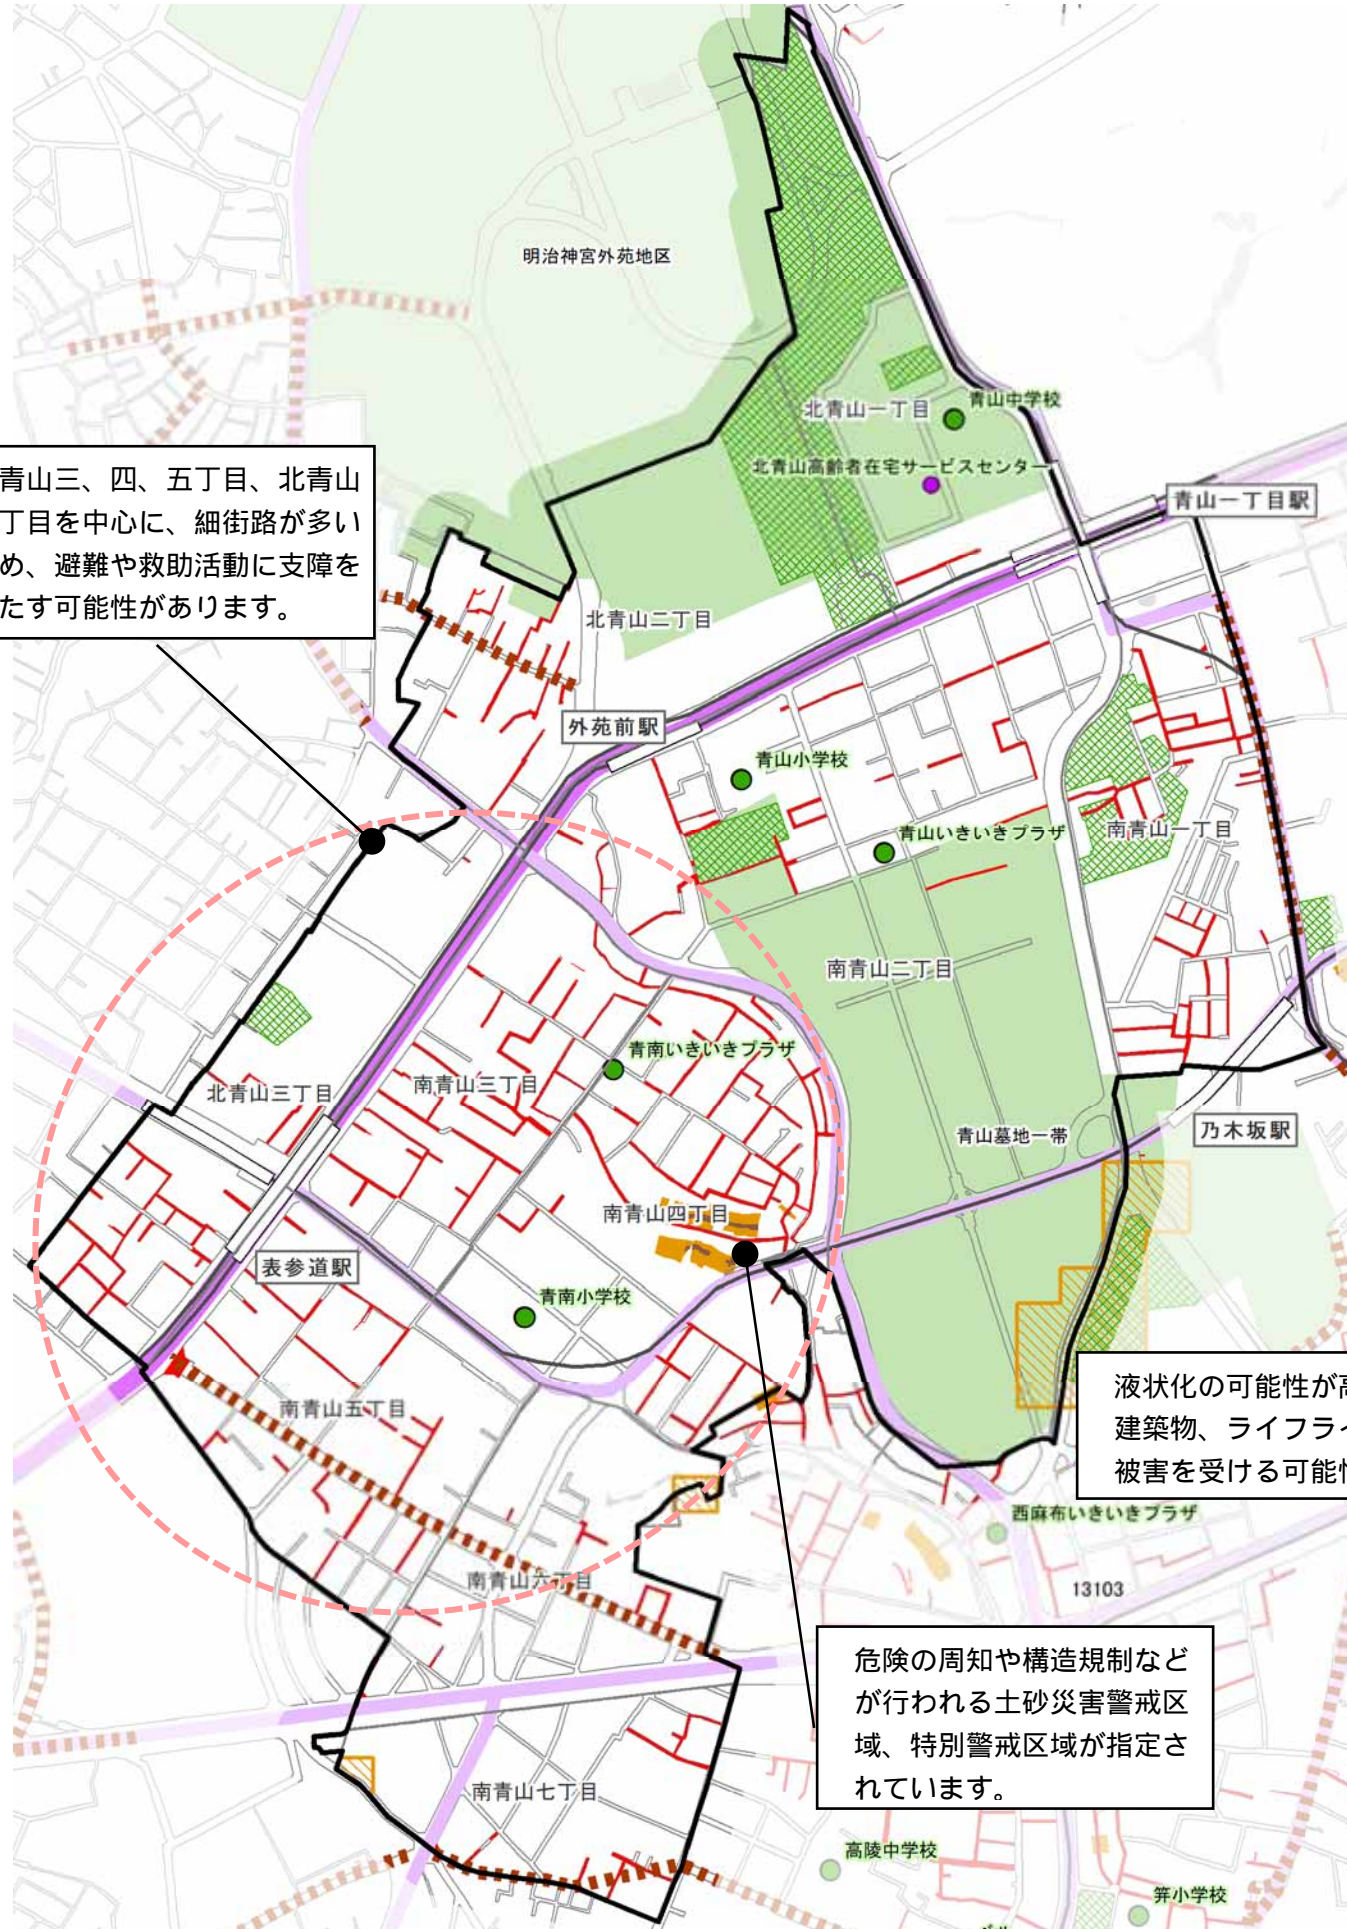 明治神宮外苑地区
北青山一丁目
青山中学校
北青山高齢者在宅サービスセンター
青山一丁目駅
青山三、四、五丁目、北青山
丁目を中心に、細街路が多い
め、避難や救助活動に支障を
たす可能性があります。
北青山二丁目
外苑前駅
青山小学校
青山いきいきプラザ
南青山一丁目
南青山二丁目
青南いきいきプラザ
北青山三丁目
南青山三丁目
青山墓地一帯
乃木坂駅
南青山四丁目
表参道駅
青南小学校
南青山五丁目
液状化の可能性が高
建築物、ライフライ
被害を受ける可能性
西麻布いきいきプラザ
南青山六丁目
13103
危険の周知や構造規制など
が行われる土砂災害警戒区
域、特別警戒区域が指定さ
れています。
南青山七丁目
高陵中学校
笄小学校